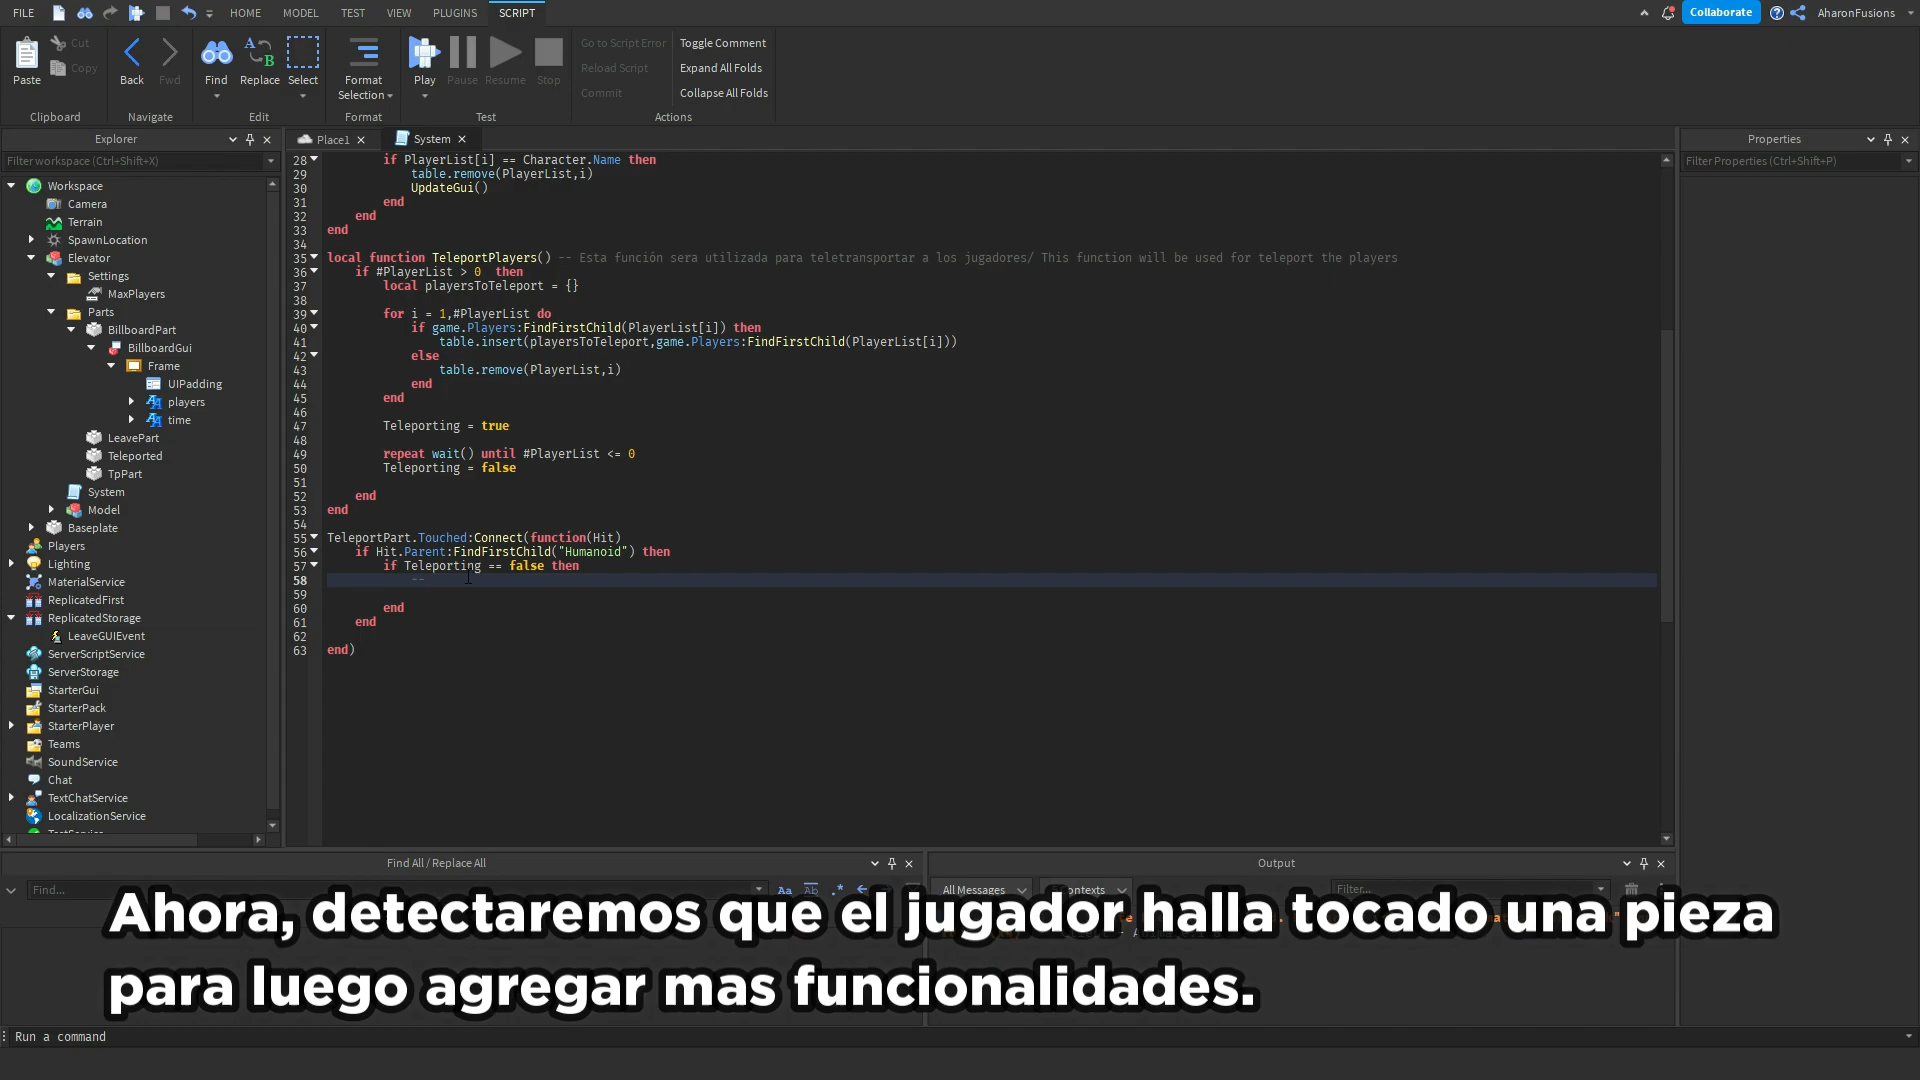 FILE HOME MODEL TEST VIEW PLUGINS SCRIPT Collaborate AharonFusions
Paste Cut Copy Back Fwd Find Replace Select Format Selection Play Pause Resume Stop
Go to Script Error Toggle Comment
Reload Script Expand All Folds
Commit Collapse All Folds
Clipboard Navigate Edit Format Test Actions
Explorer
Filter workspace (Ctrl+Shift+X)
Workspace
Camera
Terrain
SpawnLocation
Elevator
Settings
MaxPlayers
Parts
BillboardPart
BillboardGui
Frame
UIPadding
players
time
LeavePart
Teleported
TpPart
System
Model
Baseplate
Players
Lighting
MaterialService
ReplicatedFirst
ReplicatedStorage
LeaveGUIEvent
ServerScriptService
ServerStorage
StarterGui
StarterPack
StarterPlayer
Teams
SoundService
Chat
TextChatService
LocalizationService
TestService
Place1 System
28 if PlayerList[i] == Character.Name then
29 table.remove(PlayerList,i)
30 UpdateGui()
31 end
32 end
33 end
34
35 local function TeleportPlayers() -- Esta función sera utilizada para teletransportar a los jugadores/ This function will be used for teleport the players
36 if #PlayerList > 0  then
37 local playersToTeleport = {}
38
39 for i = 1,#PlayerList do
40 if game.Players:FindFirstChild(PlayerList[i]) then
41 table.insert(playersToTeleport,game.Players:FindFirstChild(PlayerList[i]))
42 else
43 table.remove(PlayerList,i)
44 end
45 end
46
47 Teleporting = true
48
49 repeat wait() until #PlayerList <= 0
50 Teleporting = false
51
52 end
53 end
54
55 TeleportPart.Touched:Connect(function(Hit)
56 if Hit.Parent:FindFirstChild("Humanoid") then
57 if Teleporting == false then
58 --
59
60 end
61 end
62
63 end)
Properties
Filter Properties (Ctrl+Shift+P)
Find All / Replace All
Find...
Output
All Messages Contexts Filter...
Ahora, detectaremos que el jugador halla tocado una pieza
para luego agregar mas funcionalidades.
Run a command